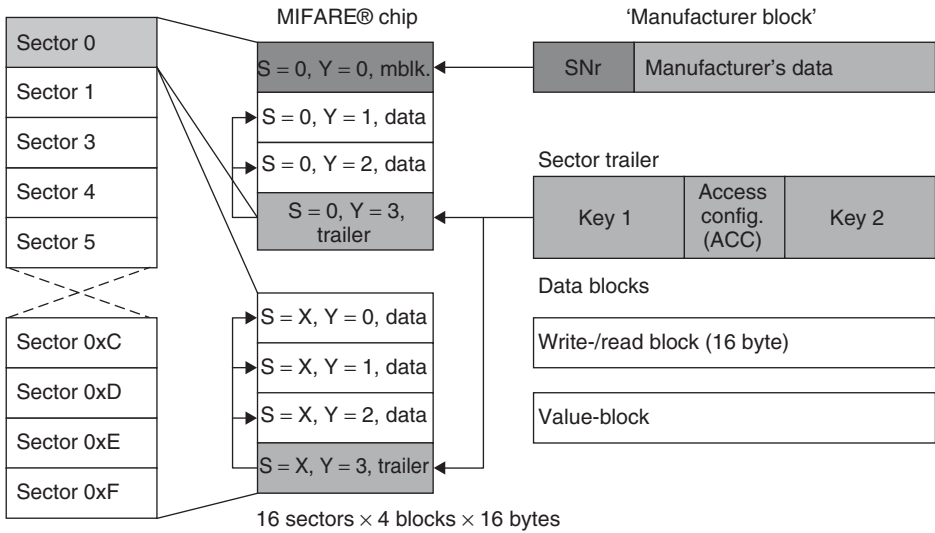 MIFARE® chip
'Manufacturer block'
Sector 0
Sector 1
Sector 3
Sector 4
Sector 5
Sector 0xC
Sector 0xD
Sector 0xE
Sector 0xF
S = 0, Y = 0, mblk.
S = 0, Y = 1, data
S = 0, Y = 2, data
S = 0, Y = 3,
trailer
S = X, Y = 0, data
S = X, Y = 1, data
S = X, Y = 2, data
S = X, Y = 3, trailer
16 sectors × 4 blocks × 16 bytes
SNr
Manufacturer's data
Sector trailer
Key 1
Access
config.
(ACC)
Key 2
Data blocks
Write-/read block (16 byte)
Value-block